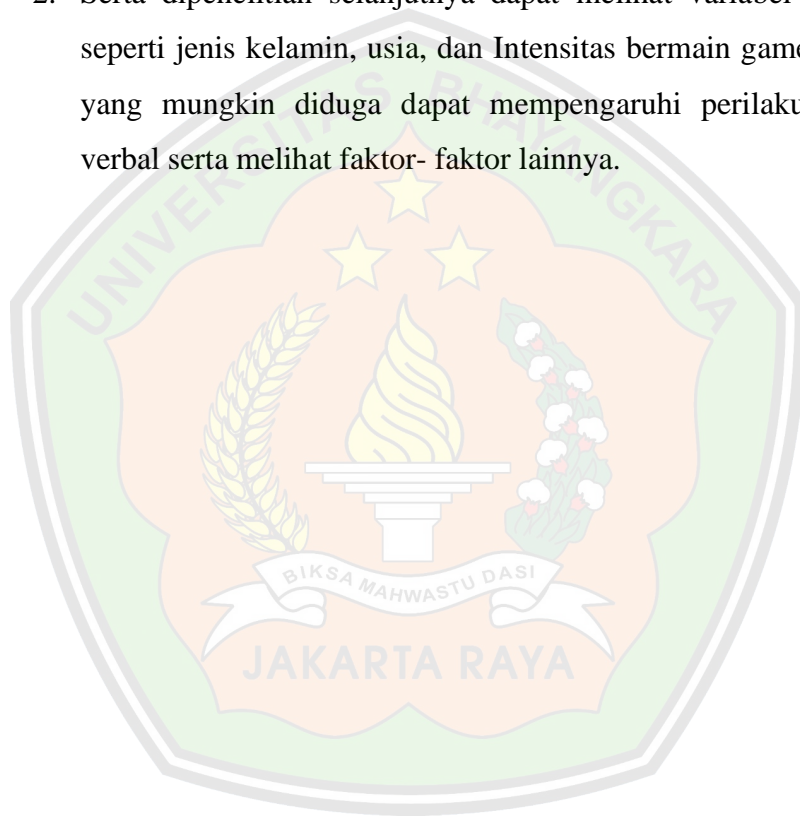 2. Serta dipenelitian selanjutnya dapat melihat variabel
seperti jenis kelamin, usia, dan Intensitas bermain game
yang mungkin diduga dapat mempengaruhi perilaku
verbal serta melihat faktor- faktor lainnya.
UNIVERSITAS BHAYANGKARA
BIKSA MAHWASTU DASI
JAKARTA RAYA